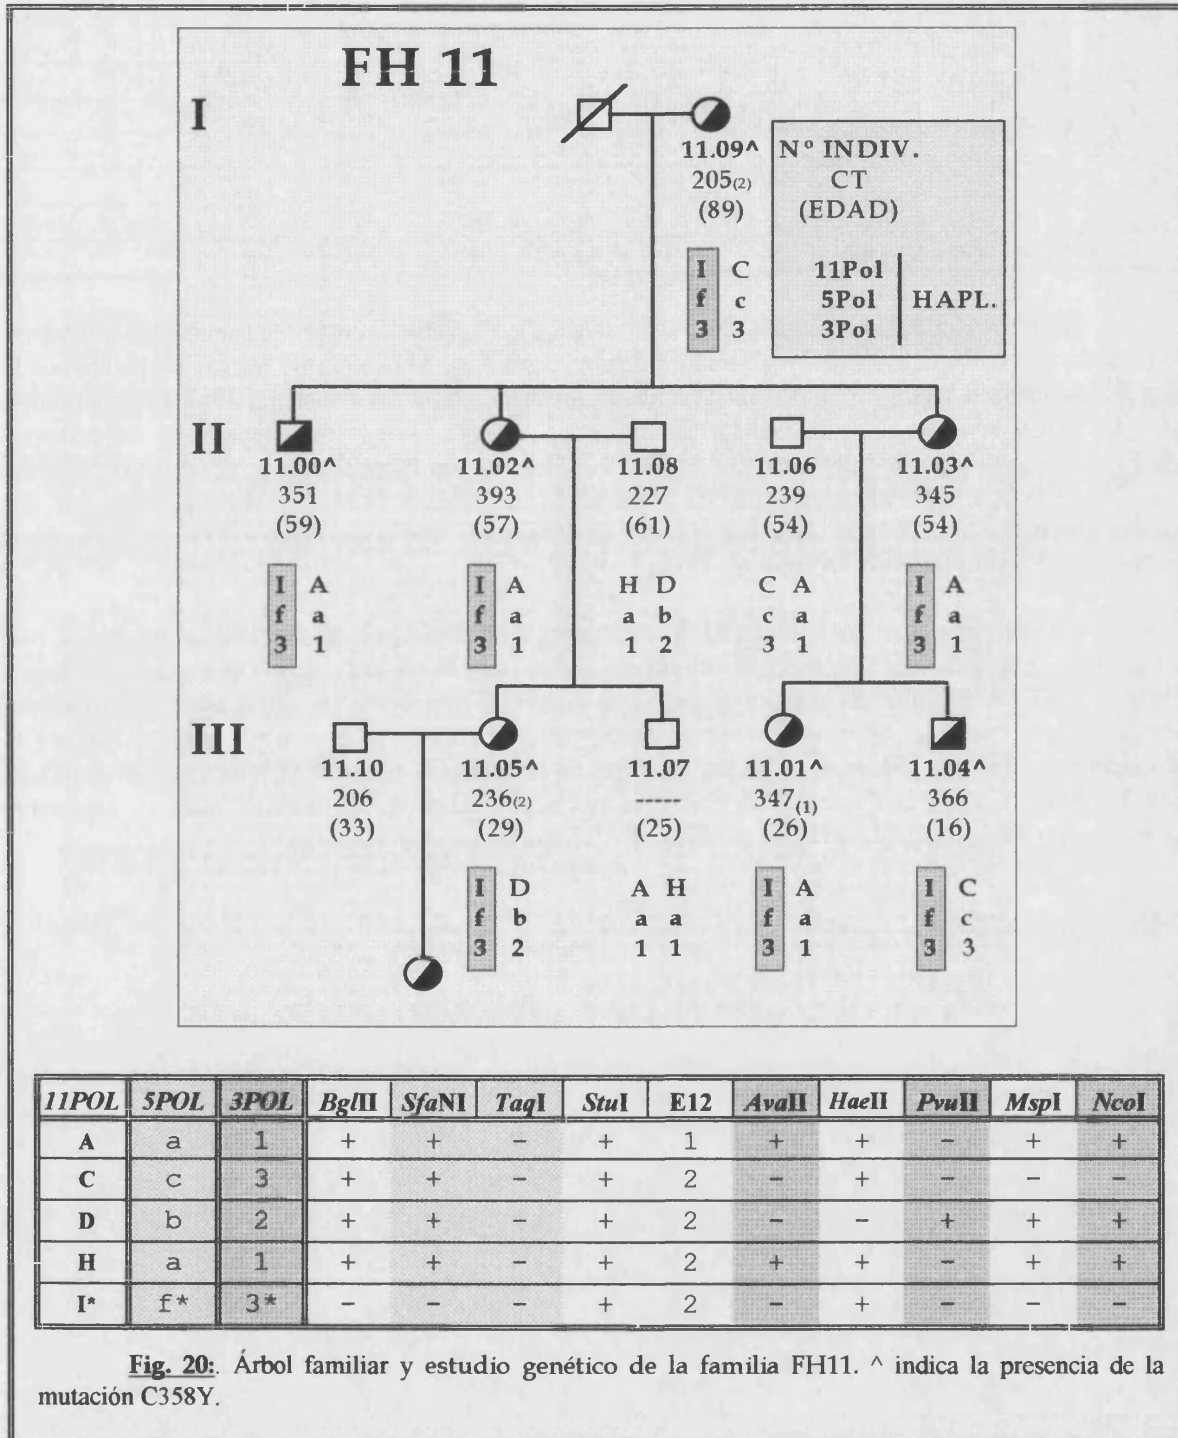 FH 11
I
11.09^ Nº INDIV.
205(2) CT
(89) (EDAD)
I C 11Pol
f c 5Pol HAPL.
3 3 3Pol
II
11.00^ 11.02^ 11.08 11.06 11.03^
351 393 227 239 345
(59) (57) (61) (54) (54)
I A I A H D C A I A
f a f a a b c a f a
3 1 3 1 1 2 3 1 3 1
III
11.10 11.05^ 11.07 11.01^ 11.04^
206 236(2) ----- 347(1) 366
(33) (29) (25) (26) (16)
I D A H I A I C
f b a a f a f c
3 2 1 1 3 1 3 3
11POL 5POL 3POL BglII SfaNI TaqI StuI E12 AvaII HaeII PvuII MspI NcoI
A a 1 + + − + 1 + + − + +
C c 3 + + − + 2 − + − − −
D b 2 + + − + 2 − − + + +
H a 1 + + − + 2 + + − + +
I* f* 3* − − − + 2 − + − − −
Fig. 20:. Árbol familiar y estudio genético de la familia FH11. ^ indica la presencia de la
mutación C358Y.